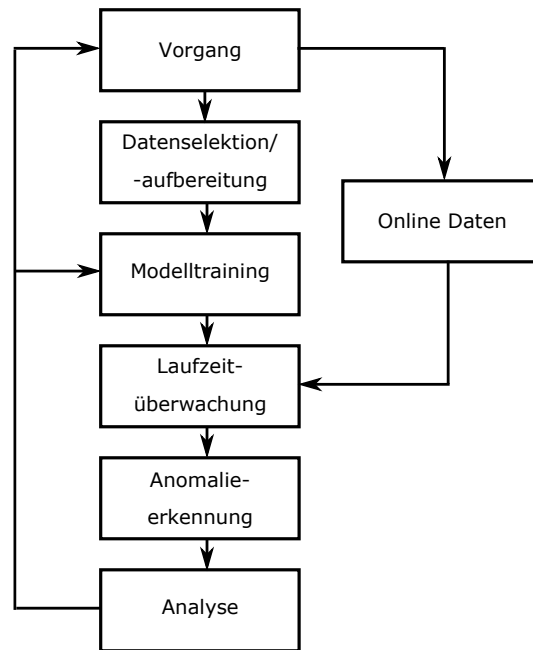 Vorgang
Datenselektion/
-aufbereitung
Online Daten
Modelltraining
Laufzeit-
überwachung
Anomalie-
erkennung
Analyse